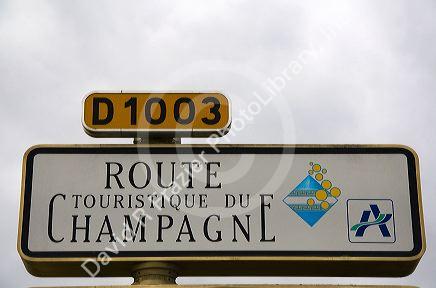 D1003
ROUTE
TOURISTIQUE DU
CHAMPAGNE